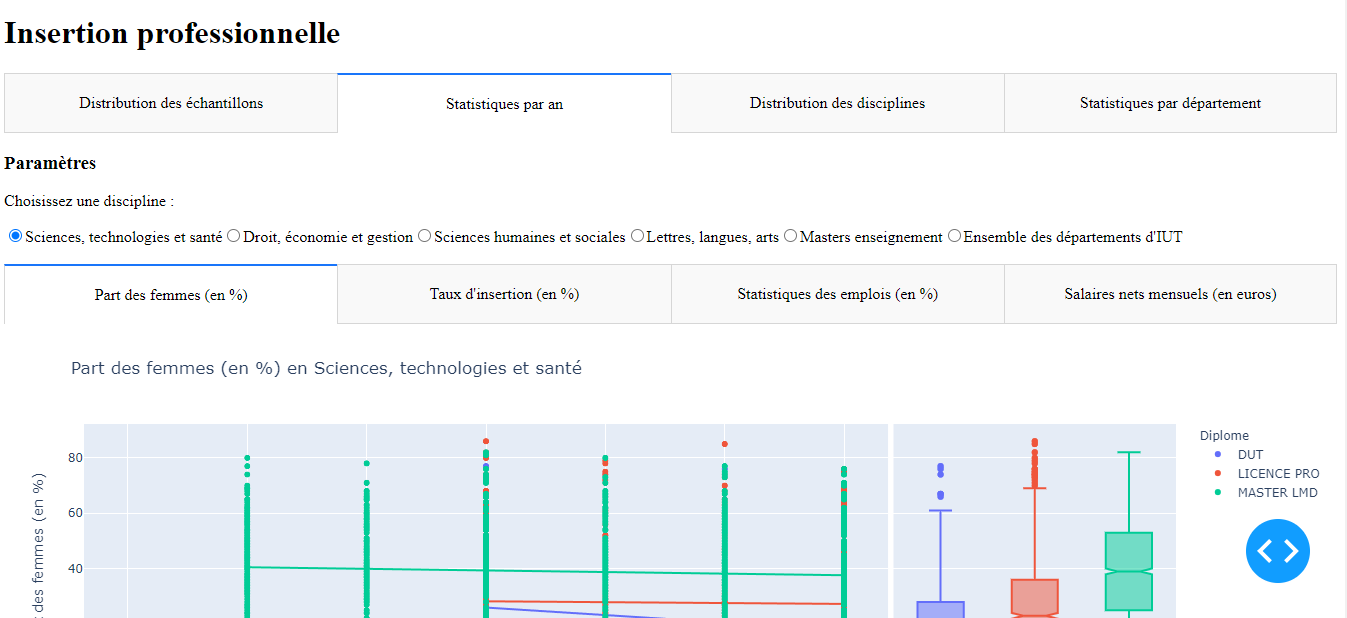 Insertion professionnelle
Distribution des échantillons
Statistiques par an
Distribution des disciplines
Statistiques par département
Paramètres
Choisissez une discipline :
Sciences, technologies et santé Droit, économie et gestion Sciences humaines et sociales Lettres, langues, arts Masters enseignement Ensemble des départements d'IUT
Part des femmes (en %)
Taux d'insertion (en %)
Statistiques des emplois (en %)
Salaires nets mensuels (en euros)
Part des femmes (en %) en Sciences, technologies et santé
80
60
40
des femmes (en %)
Diplome
DUT
LICENCE PRO
MASTER LMD